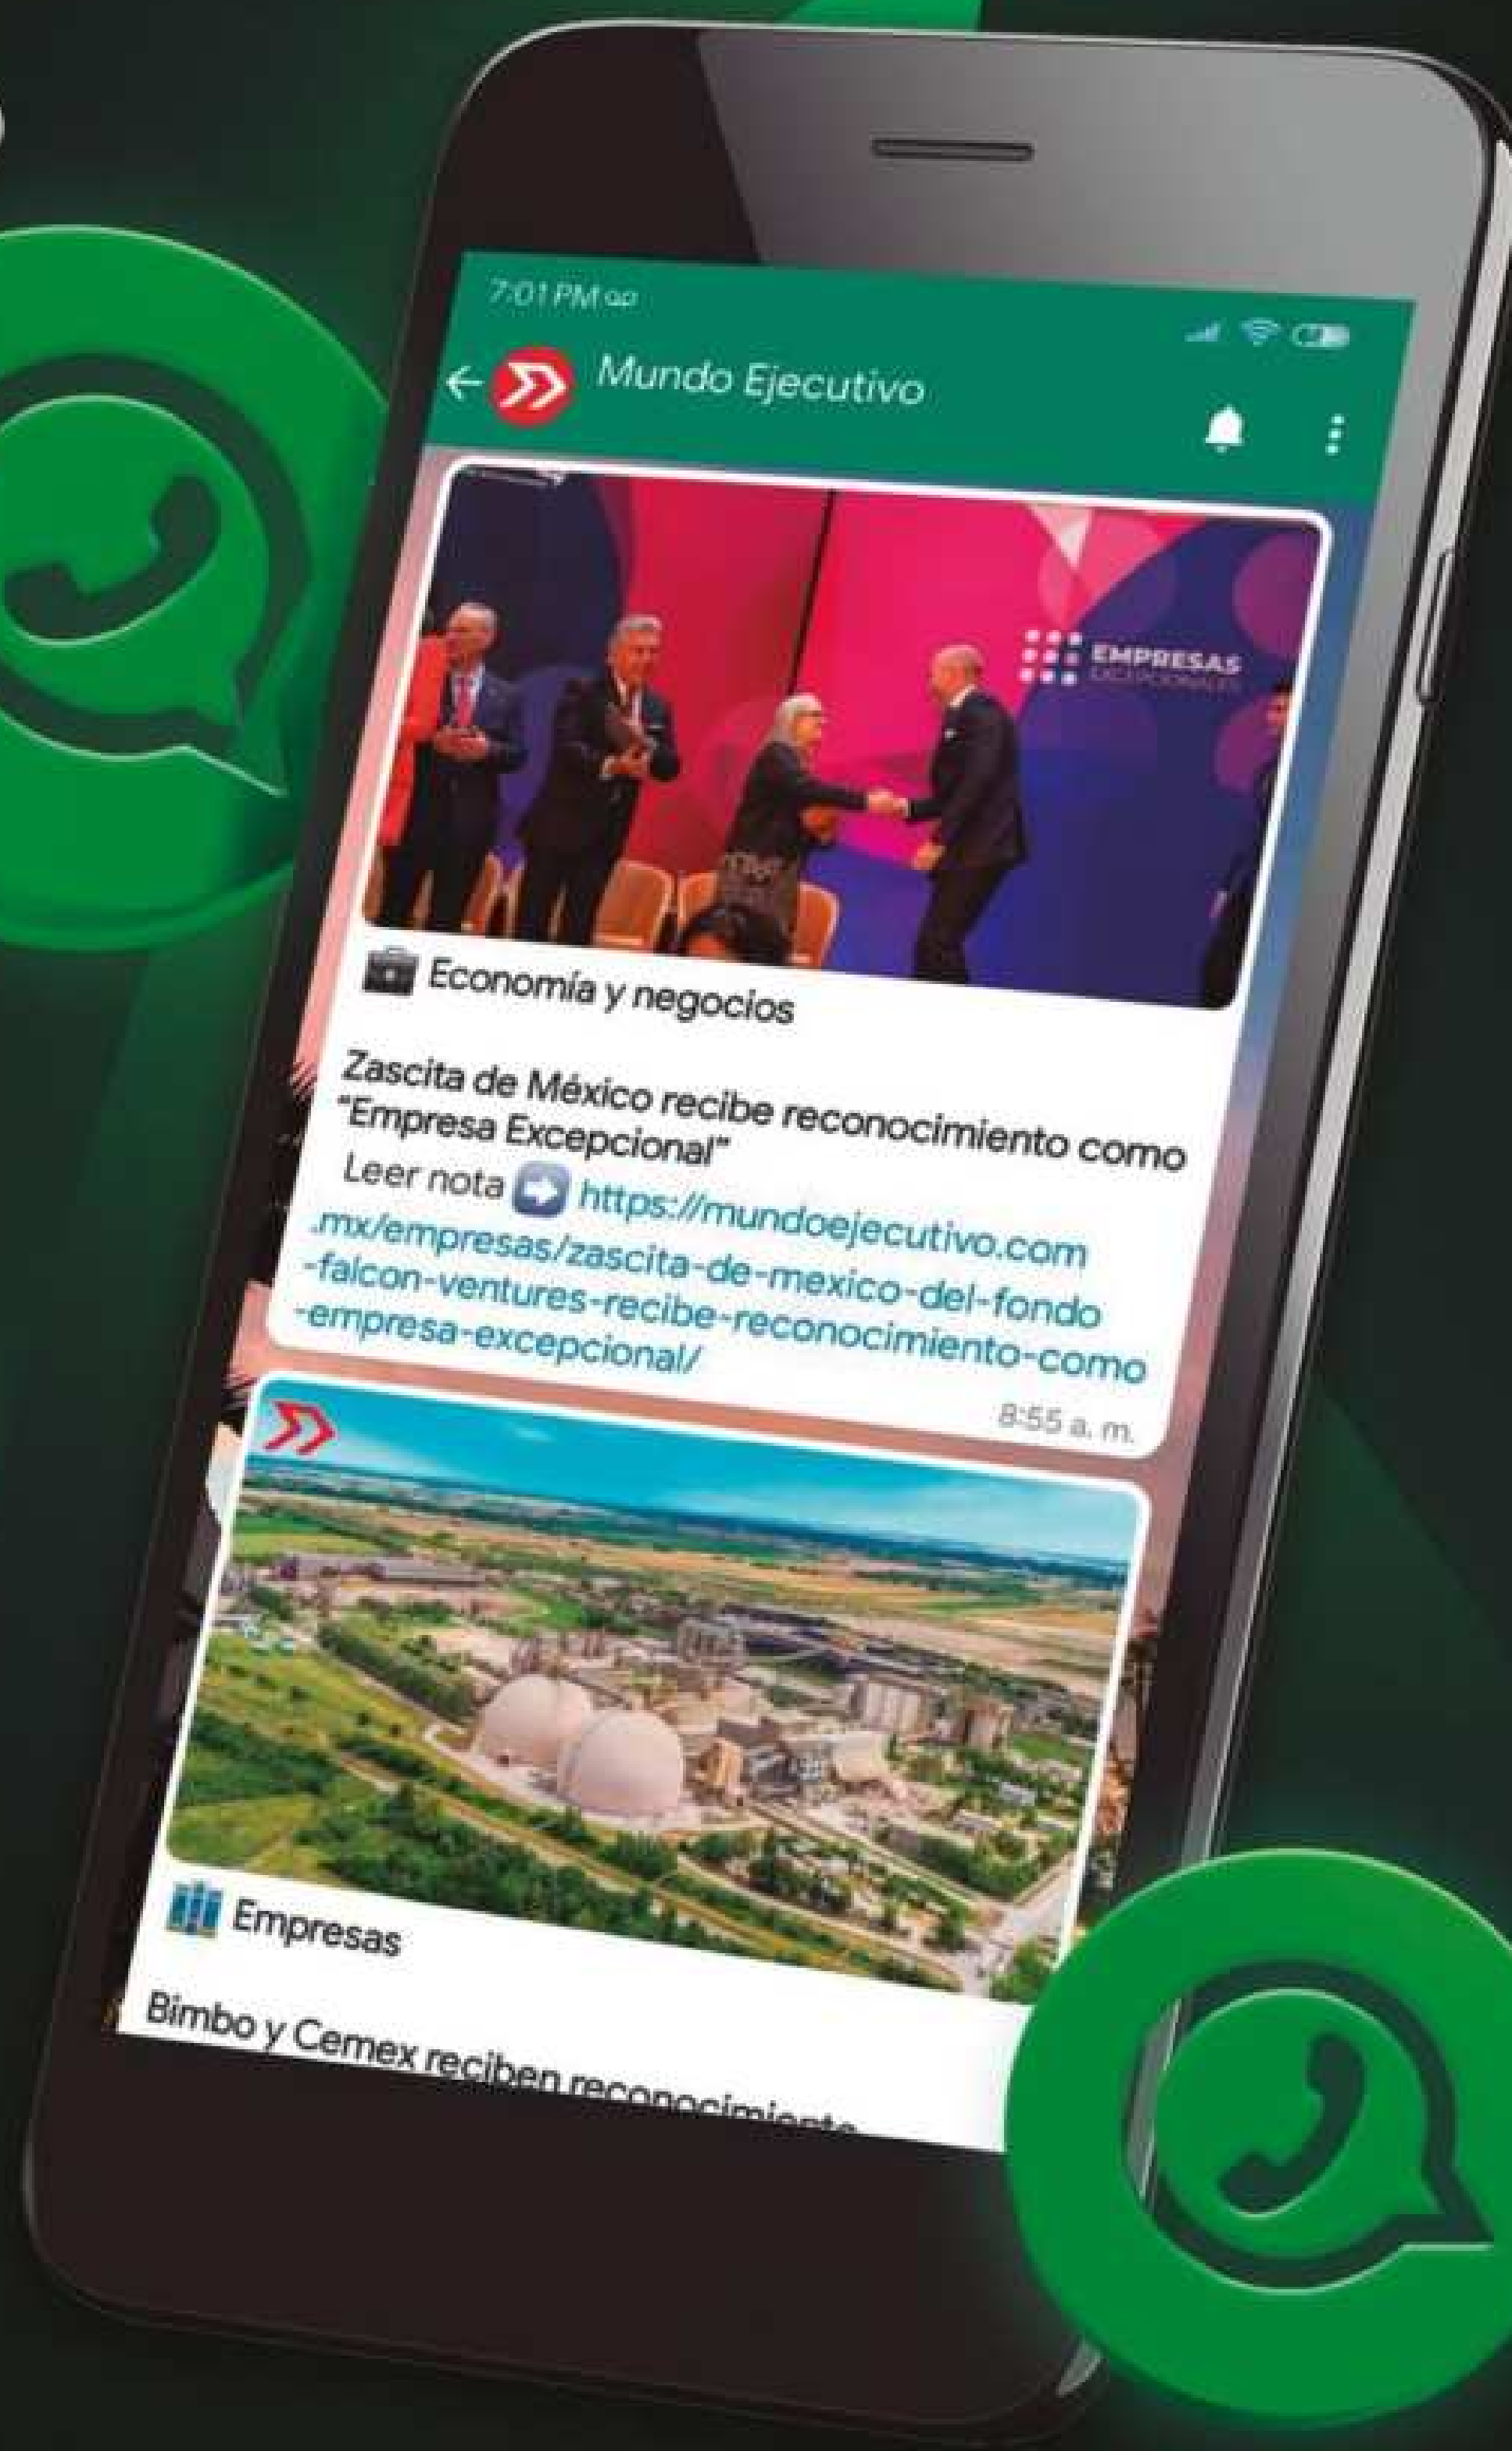 7:01 PM
Mundo Ejecutivo
EMPRESAS
EXCEPCIONALES
Economía y negocios
Zascita de México recibe reconocimiento como
“Empresa Excepcional”
Leer nota ➡ https://mundoejecutivo.com
.mx/empresas/zascita-de-mexico-del-fondo
-falcon-ventures-recibe-reconocimiento-como
-empresa-excepcional/
8:55 a. m.
Empresas
Bimbo y Cemex reciben reconocimiento